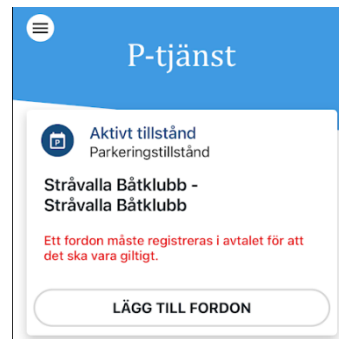 P-tjänst
P
Aktivt tillstånd
Parkeringstillstånd
Stråvalla Båtklubb -
Stråvalla Båtklubb
Ett fordon måste registreras i avtalet för att
det ska vara giltigt.
LÄGG TILL FORDON